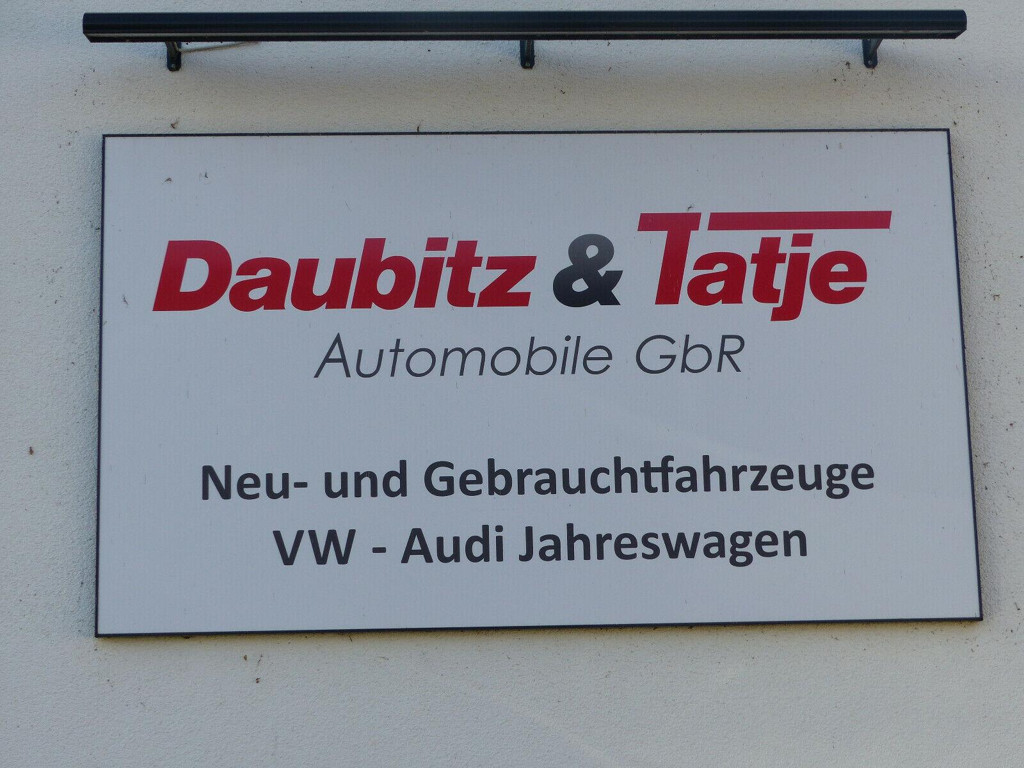 Daubitz & Tatje
Automobile GbR
Neu- und Gebrauchtfahrzeuge
VW - Audi Jahreswagen